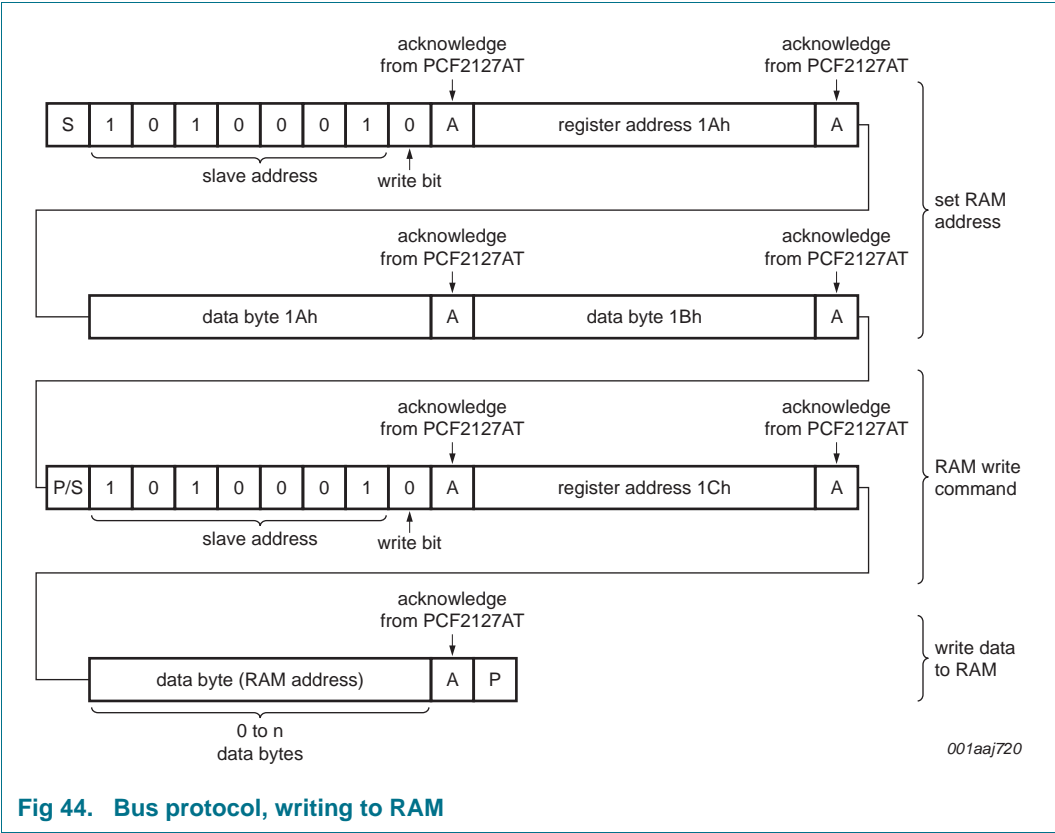 acknowledge
from PCF2127AT
acknowledge
from PCF2127AT
S 1 0 1 0 0 0 1 0 A register address 1Ah A
slave address
write bit
set RAM
address
acknowledge
from PCF2127AT
acknowledge
from PCF2127AT
data byte 1Ah A data byte 1Bh A
acknowledge
from PCF2127AT
acknowledge
from PCF2127AT
P/S 1 0 1 0 0 0 1 0 A register address 1Ch A
slave address
write bit
RAM write
command
acknowledge
from PCF2127AT
data byte (RAM address) A P
0 to n
data bytes
write data
to RAM
001aaj720
Fig 44. Bus protocol, writing to RAM